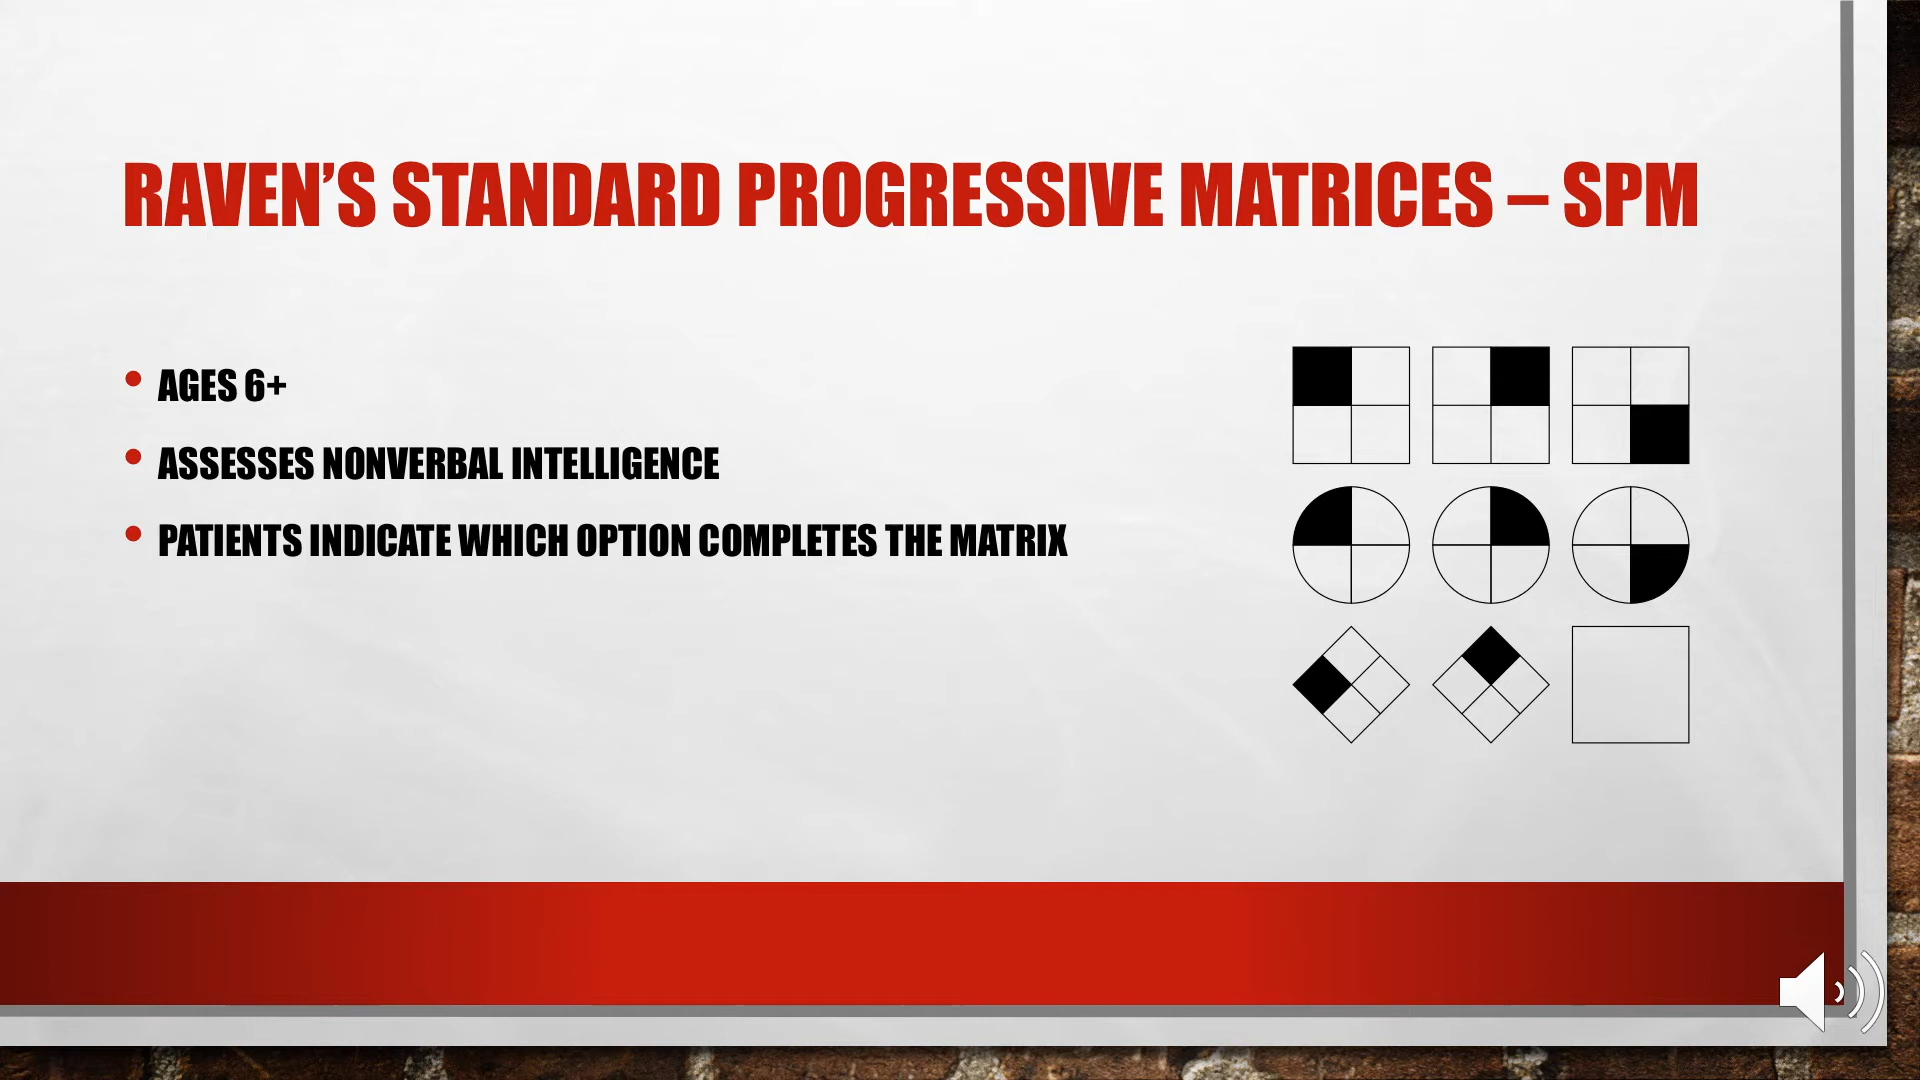 RAVEN’S STANDARD PROGRESSIVE MATRICES – SPM
• AGES 6+
• ASSESSES NONVERBAL INTELLIGENCE
• PATIENTS INDICATE WHICH OPTION COMPLETES THE MATRIX